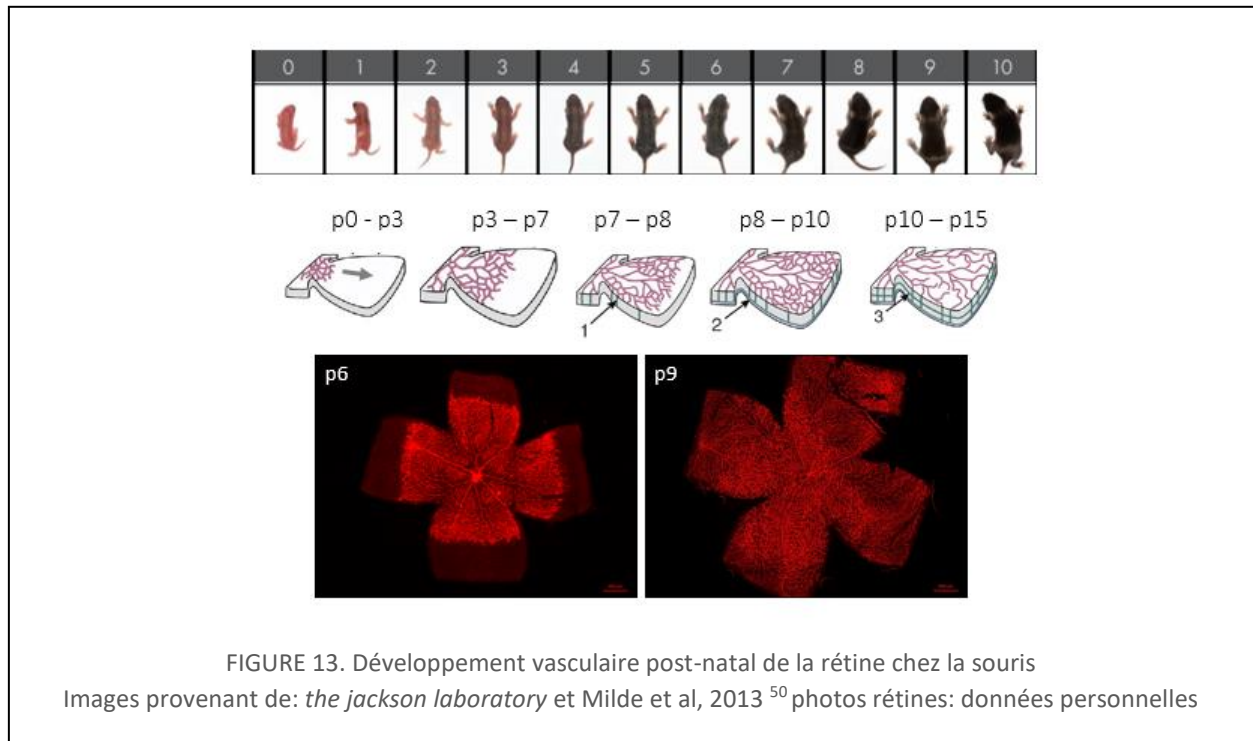 0 1 2 3 4 5 6 7 8 9 10
p0 - p3 p3 – p7 p7 – p8 p8 – p10 p10 – p15
1 2 3
p6 p9
FIGURE 13. Développement vasculaire post-natal de la rétine chez la souris
Images provenant de: the jackson laboratory et Milde et al, 2013 50 photos rétines: données personnelles